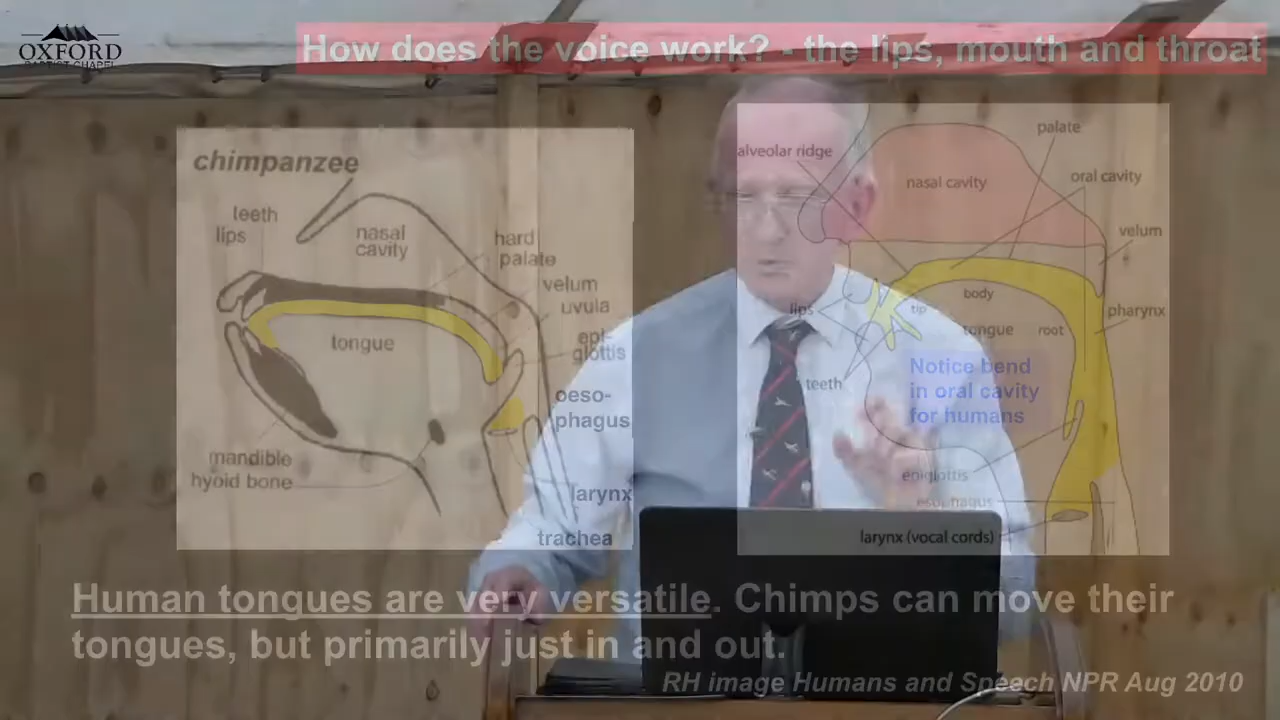 OXFORD
BAPTIST CHAPEL
How does the voice work? - the lips, mouth and throat
chimpanzee
teeth
lips
nasal
cavity
hard
palate
velum
uvula
epi-
glottis
tongue
oeso-
phagus
mandible
hyoid bone
larynx
trachea
alveolar ridge
palate
nasal cavity
oral cavity
velum
body
lips
tip
tongue
root
pharynx
teeth
Notice bend
in oral cavity
for humans
epiglottis
esophagus
larynx (vocal cords)
Human tongues are very versatile. Chimps can move their
tongues, but primarily just in and out.
RH image Humans and Speech NPR Aug 2010